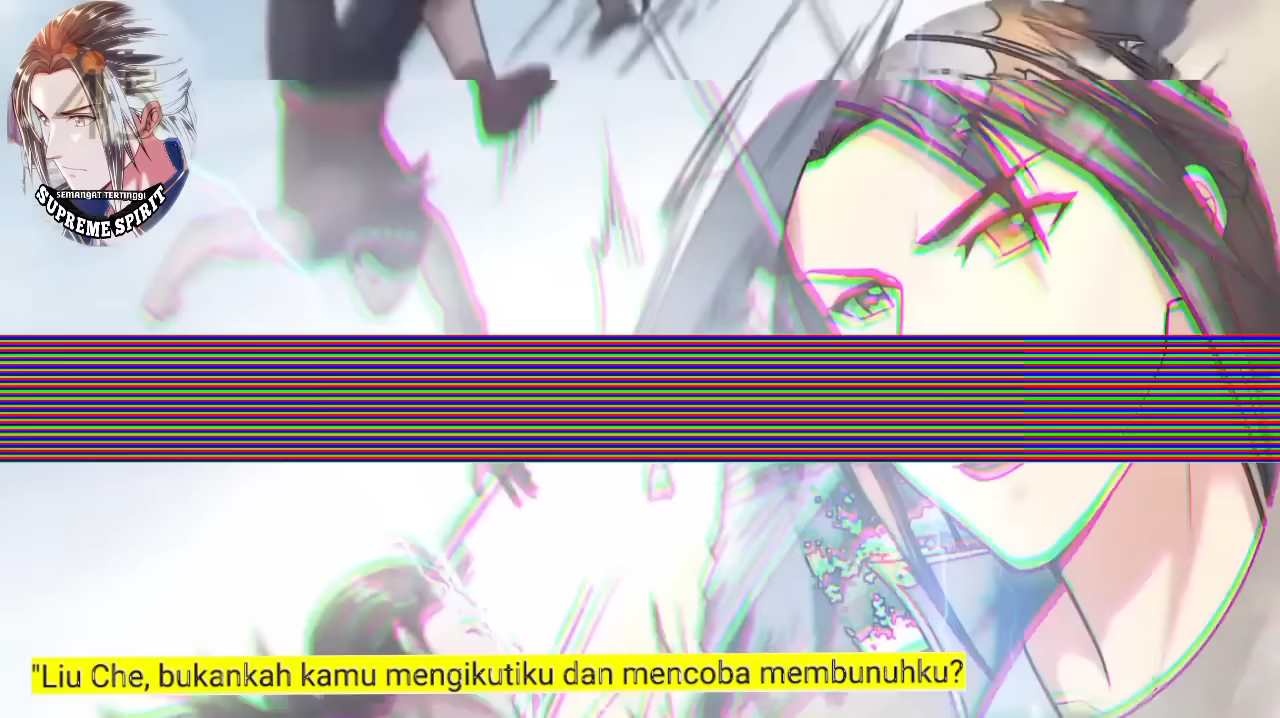 SEMANGAT TERTINGGI
SUPREME SPIRIT
"Liu Che, bukankah kamu mengikutiku dan mencoba membunuhku?